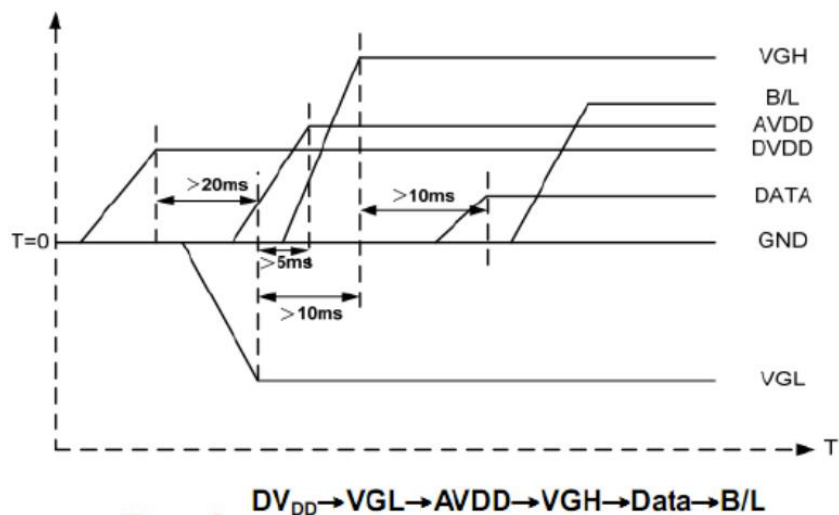 VGH
B/L
AVDD
DVDD
>20ms
>10ms
DATA
T=0
GND
>5ms
>10ms
VGL
T
DVDD→VGL→AVDD→VGH→Data→B/L